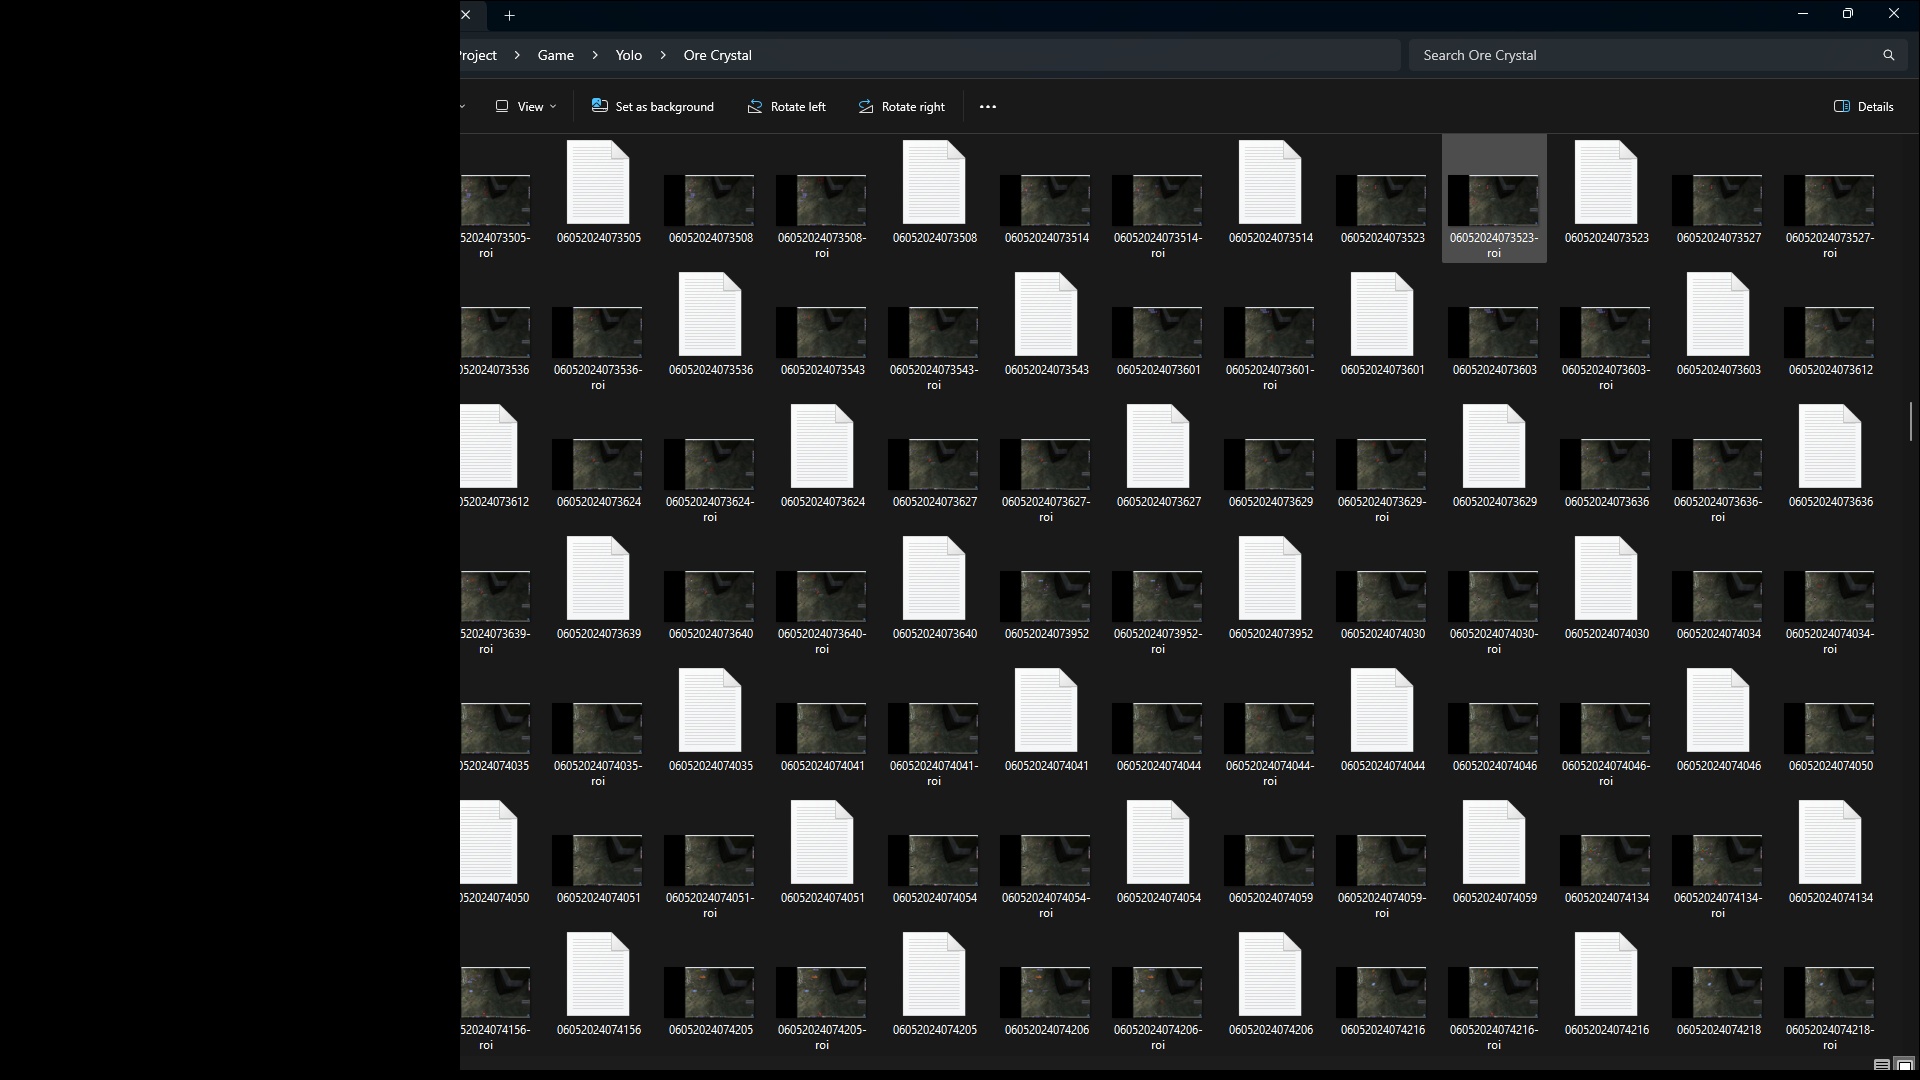 Project > Game > Yolo > Ore Crystal
Search Ore Crystal
View
Set as background
Rotate left
Rotate right
Details
52024073505-roi
06052024073505
06052024073508
06052024073508-roi
06052024073508
06052024073514
06052024073514-roi
06052024073514
06052024073523
06052024073523-roi
06052024073523
06052024073527
06052024073527-roi
52024073536
06052024073536-roi
06052024073536
06052024073543
06052024073543-roi
06052024073543
06052024073601
06052024073601-roi
06052024073601
06052024073603
06052024073603-roi
06052024073603
06052024073612
52024073612
06052024073624
06052024073624-roi
06052024073624
06052024073627
06052024073627-roi
06052024073627
06052024073629
06052024073629-roi
06052024073629
06052024073636
06052024073636-roi
06052024073636
52024073639-roi
06052024073639
06052024073640
06052024073640-roi
06052024073640
06052024073952
06052024073952-roi
06052024073952
06052024074030
06052024074030-roi
06052024074030
06052024074034
06052024074034-roi
52024074035
06052024074035-roi
06052024074035
06052024074041
06052024074041-roi
06052024074041
06052024074044
06052024074044-roi
06052024074044
06052024074046
06052024074046-roi
06052024074046
06052024074050
52024074050
06052024074051
06052024074051-roi
06052024074051
06052024074054
06052024074054-roi
06052024074054
06052024074059
06052024074059-roi
06052024074059
06052024074134
06052024074134-roi
06052024074134
52024074156-roi
06052024074156
06052024074205
06052024074205-roi
06052024074205
06052024074206
06052024074206-roi
06052024074206
06052024074216
06052024074216-roi
06052024074216
06052024074218
06052024074218-roi